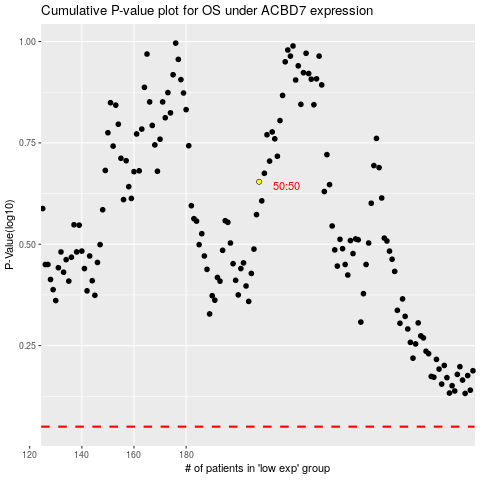 Cumulative P-value plot for OS under ACBD7 expression
P-Value(log10)
1.00
0.75
0.50
0.25
50:50
120 140 160 180
# of patients in 'low exp' group